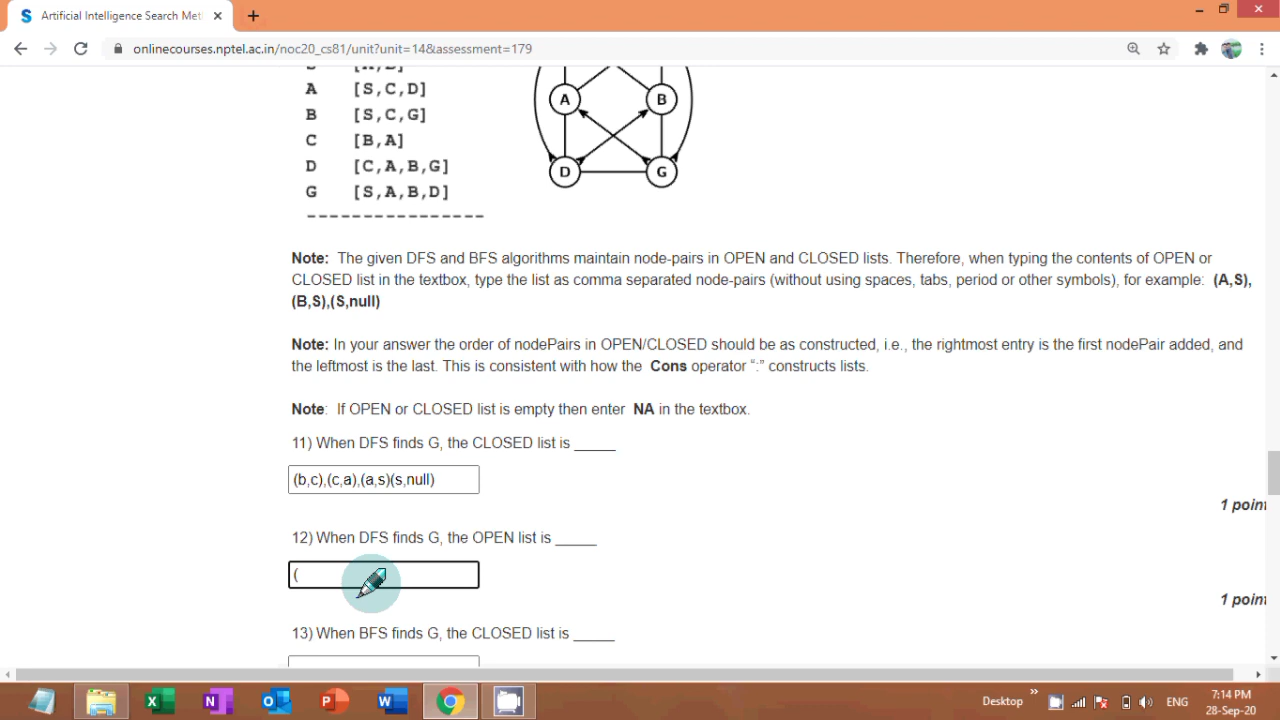 Artificial Intelligence Search Met
onlinecourses.nptel.ac.in/noc20_cs81/unit?unit=14&assessment=179
A [S,C,D]
B [S,C,G]
C [B,A]
D [C,A,B,G]
G [S,A,B,D]
----------------
A B
D G
Note: The given DFS and BFS algorithms maintain node-pairs in OPEN and CLOSED lists. Therefore, when typing the contents of OPEN or
CLOSED list in the textbox, type the list as comma separated node-pairs (without using spaces, tabs, period or other symbols), for example: (A,S),
(B,S),(S,null)
Note: In your answer the order of nodePairs in OPEN/CLOSED should be as constructed, i.e., the rightmost entry is the first nodePair added, and
the leftmost is the last. This is consistent with how the Cons operator “:” constructs lists.
Note: If OPEN or CLOSED list is empty then enter NA in the textbox.
11) When DFS finds G, the CLOSED list is _____
(b,c),(c,a),(a,s)(s,null)
1 poin
12) When DFS finds G, the OPEN list is _____
(
1 poin
13) When BFS finds G, the CLOSED list is _____
Desktop ENG 7:14 PM
28-Sep-20